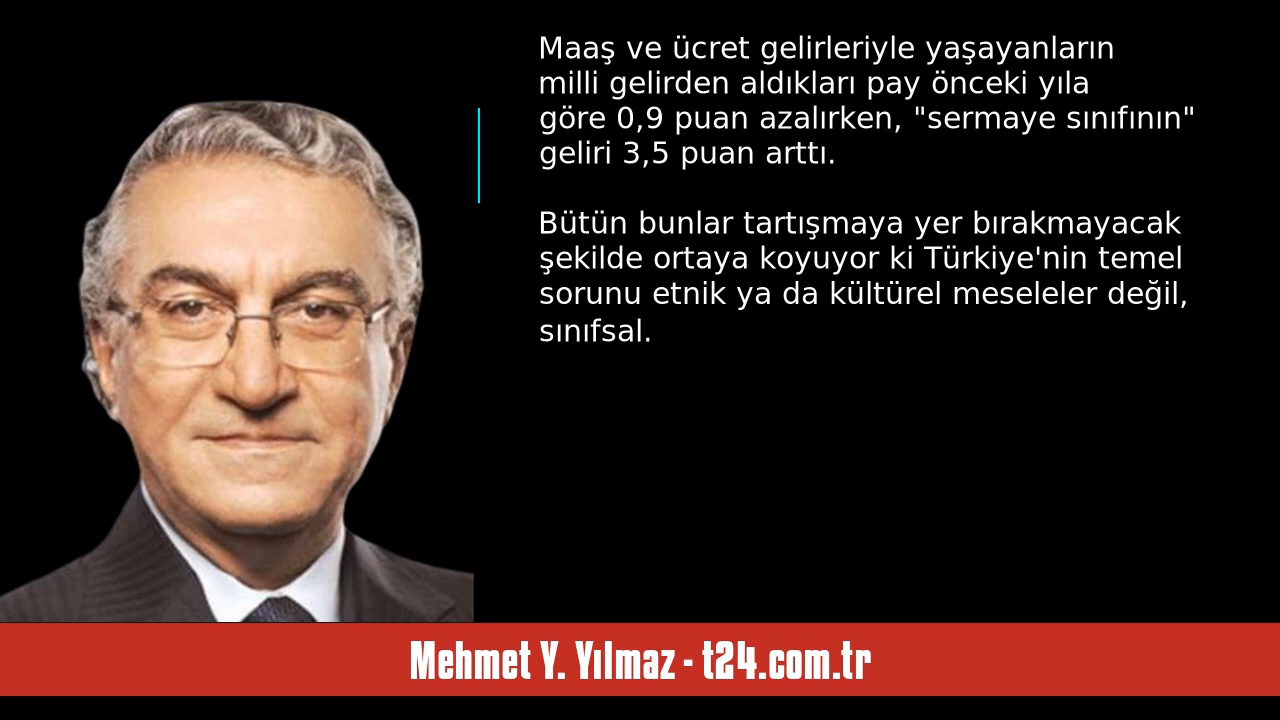 Maaş ve ücret gelirleriyle yaşayanların
milli gelirden aldıkları pay önceki yıla
göre 0,9 puan azalırken, "sermaye sınıfının"
geliri 3,5 puan arttı.
Bütün bunlar tartışmaya yer bırakmayacak
şekilde ortaya koyuyor ki Türkiye'nin temel
sorunu etnik ya da kültürel meseleler değil,
sınıfsal.
Mehmet Y. Yılmaz - t24.com.tr